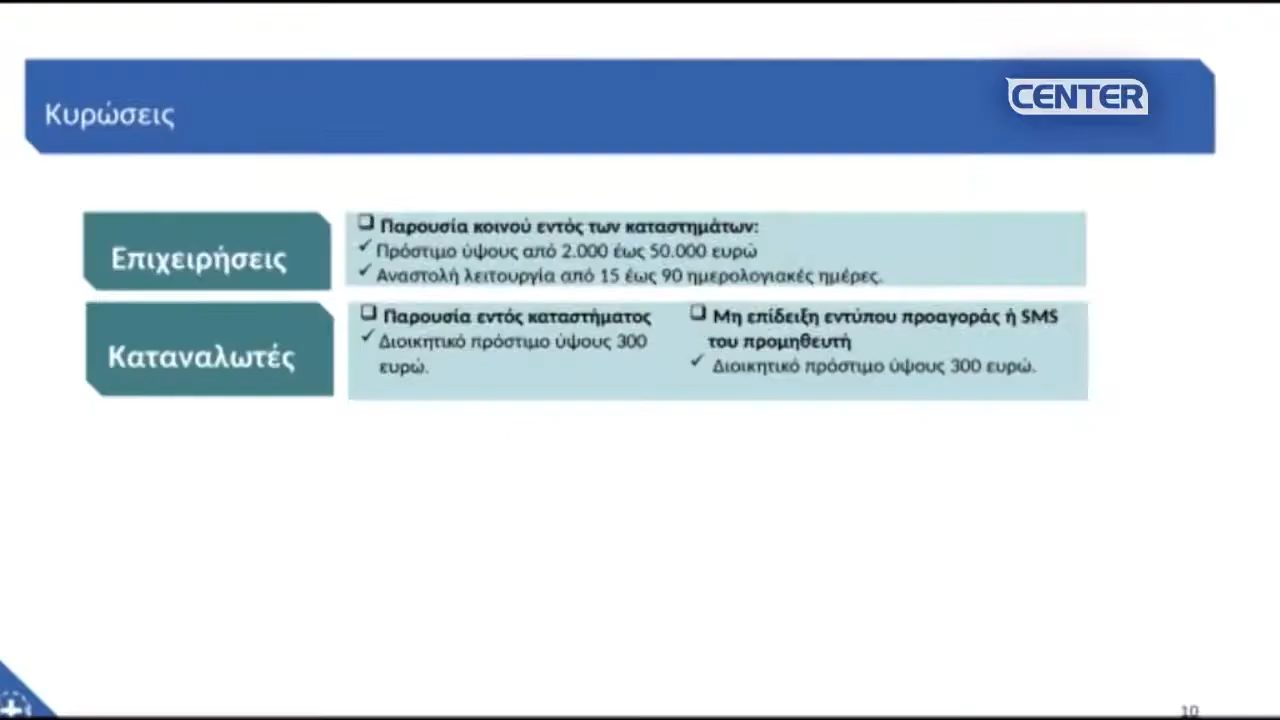 CENTER
Κυρώσεις
Επιχειρήσεις
❑ Παρουσία κοινού εντός των καταστημάτων:
✓ Πρόστιμο ύψους από 2.000 έως 50.000 ευρώ
✓ Αναστολή λειτουργία από 15 έως 90 ημερολογιακές ημέρες.
Καταναλωτές
❑ Παρουσία εντός καταστήματος
✓ Διοικητικό πρόστιμο ύψους 300
ευρώ.
❑ Μη επίδειξη εντύπου προαγοράς ή SMS
του προμηθευτή
✓ Διοικητικό πρόστιμο ύψους 300 ευρώ.
10